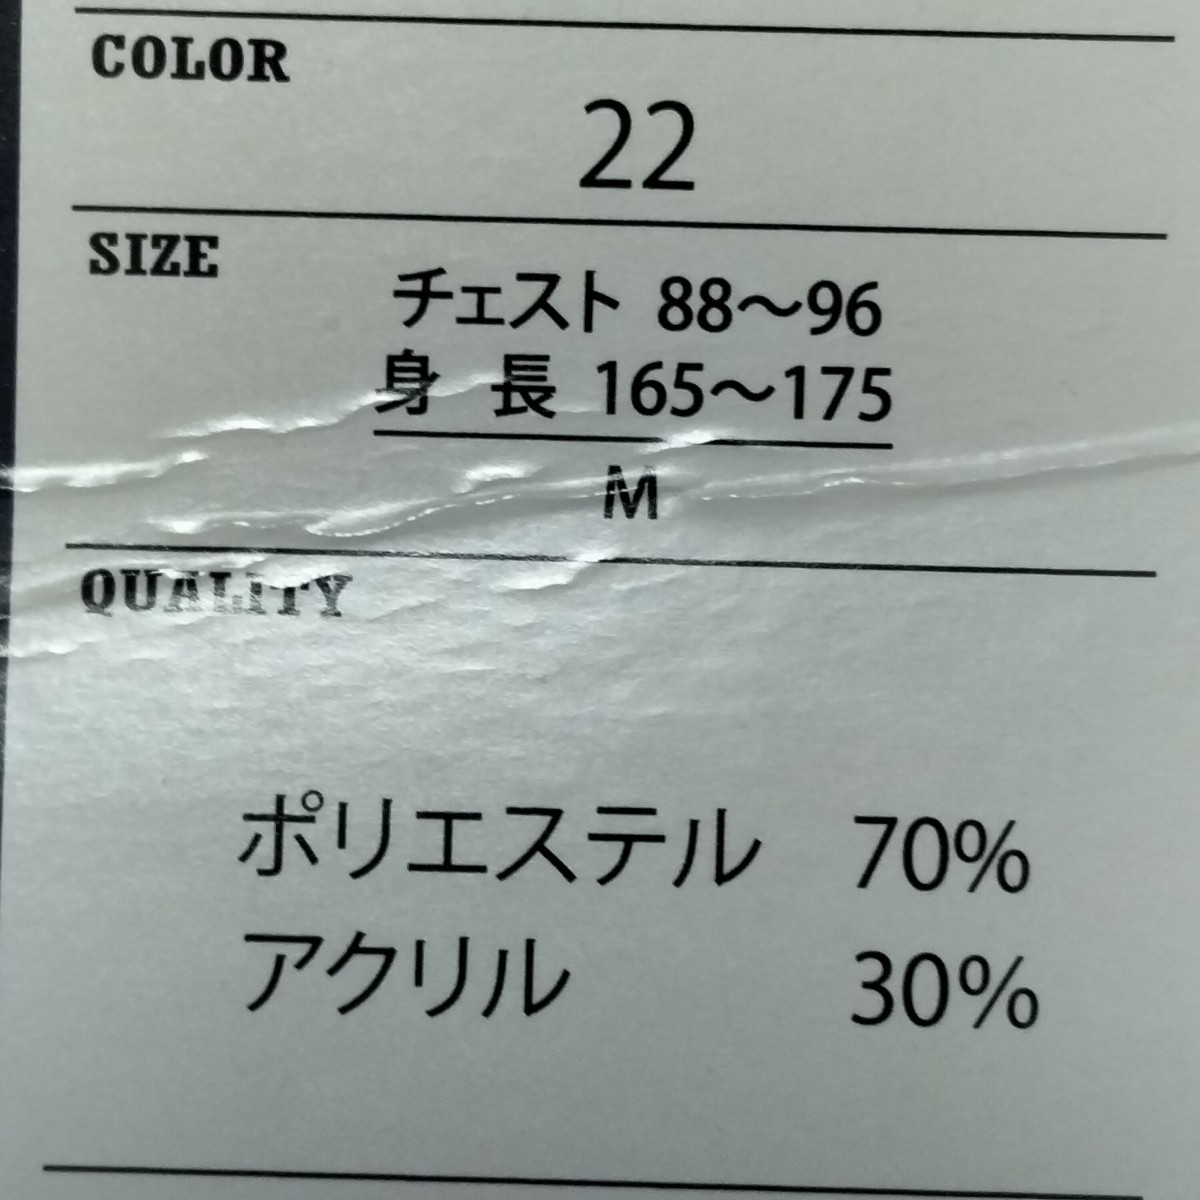 COLOR
22
SIZE
チェスト 88～96
身 長 165～175
M
QUALITY
ポリエステル 70%
アクリル 30%